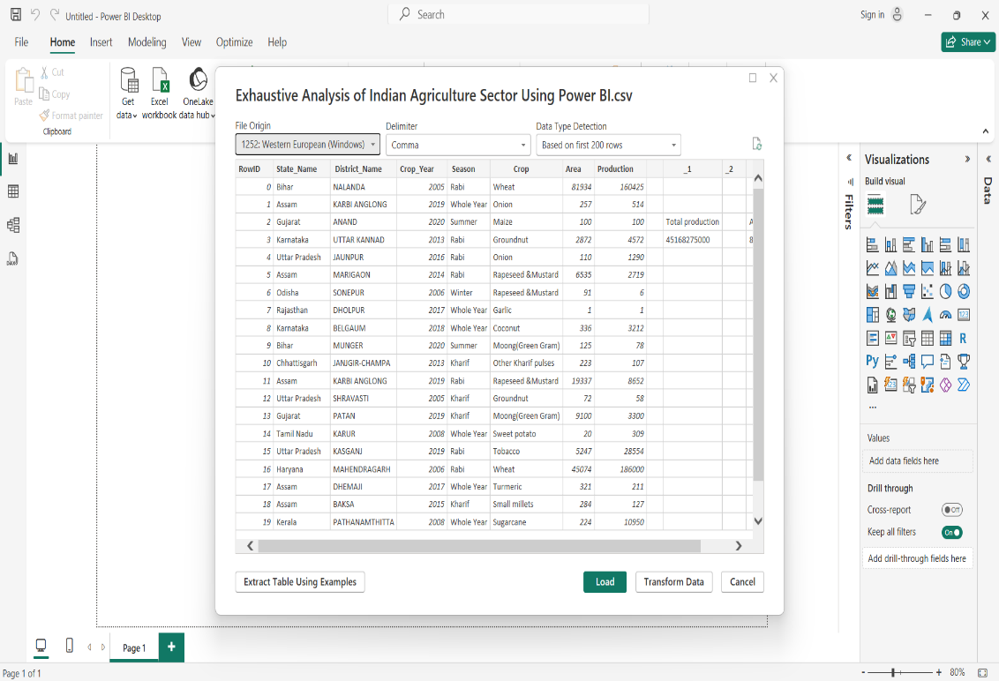 Untitled - Power BI Desktop
Search
Sign in
File Home Insert Modeling View Optimize Help
Share
Paste
Cut
Copy
Format painter
Clipboard
Get data
Excel workbook
OneLake data hub
Exhaustive Analysis of Indian Agriculture Sector Using Power BI.csv
File Origin Delimiter Data Type Detection
1252: Western European (Windows) Comma Based on first 200 rows
RowID State_Name District_Name Crop_Year Season Crop Area Production _1 _2
0 Bihar NALANDA 2005 Rabi Wheat 81934 160425
1 Assam KARBI ANGLONG 2019 Whole Year Onion 257 514
2 Gujarat ANAND 2020 Summer Maize 100 100 Total production A
3 Karnataka UTTAR KANNAD 2013 Rabi Groundnut 2872 4572 45168275000 8
4 Uttar Pradesh JAUNPUR 2016 Rabi Onion 110 1290
5 Assam MARIGAON 2014 Rabi Rapeseed &Mustard 6535 2719
6 Odisha SONEPUR 2006 Winter Rapeseed &Mustard 91 6
7 Rajasthan DHOLPUR 2017 Whole Year Garlic 1 1
8 Karnataka BELGAUM 2018 Whole Year Coconut 336 3212
9 Bihar MUNGER 2020 Summer Moong(Green Gram) 125 78
10 Chhattisgarh JANJGIR-CHAMPA 2013 Kharif Other Kharif pulses 223 107
11 Assam KARBI ANGLONG 2019 Rabi Rapeseed &Mustard 19337 8652
12 Uttar Pradesh SHRAVASTI 2005 Kharif Groundnut 72 58
13 Gujarat PATAN 2019 Kharif Moong(Green Gram) 9100 3300
14 Tamil Nadu KARUR 2008 Whole Year Sweet potato 20 309
15 Uttar Pradesh KASGANJ 2019 Rabi Tobacco 5247 28554
16 Haryana MAHENDRAGARH 2006 Rabi Wheat 45074 186000
17 Assam DHEMAJI 2017 Whole Year Turmeric 321 211
18 Assam BAKSA 2015 Kharif Small millets 284 127
19 Kerala PATHANAMTHITTA 2008 Whole Year Sugarcane 224 10950
Extract Table Using Examples Load Transform Data Cancel
Filters
Visualizations
Build visual
123
R
Py
123
...
Values
Add data fields here
Drill through
Cross-report Off
Keep all filters On
Add drill-through fields here
Data
DAX
Page 1 +
Page 1 of 1
- + 80%